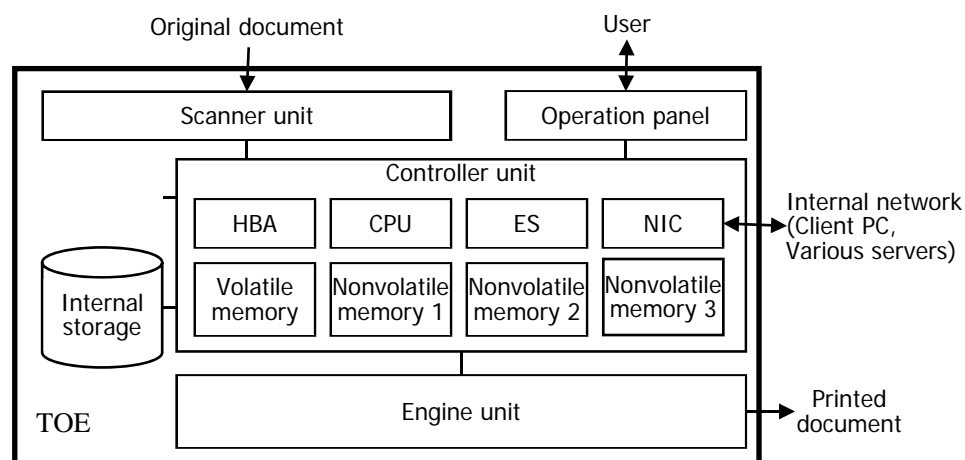 Original document
User
Scanner unit
Operation panel
Controller unit
HBA
CPU
ES
NIC
Internal network
(Client PC,
Various servers)
Internal
storage
Volatile
memory
Nonvolatile
memory 1
Nonvolatile
memory 2
Nonvolatile
memory 3
Engine unit
Printed
document
TOE